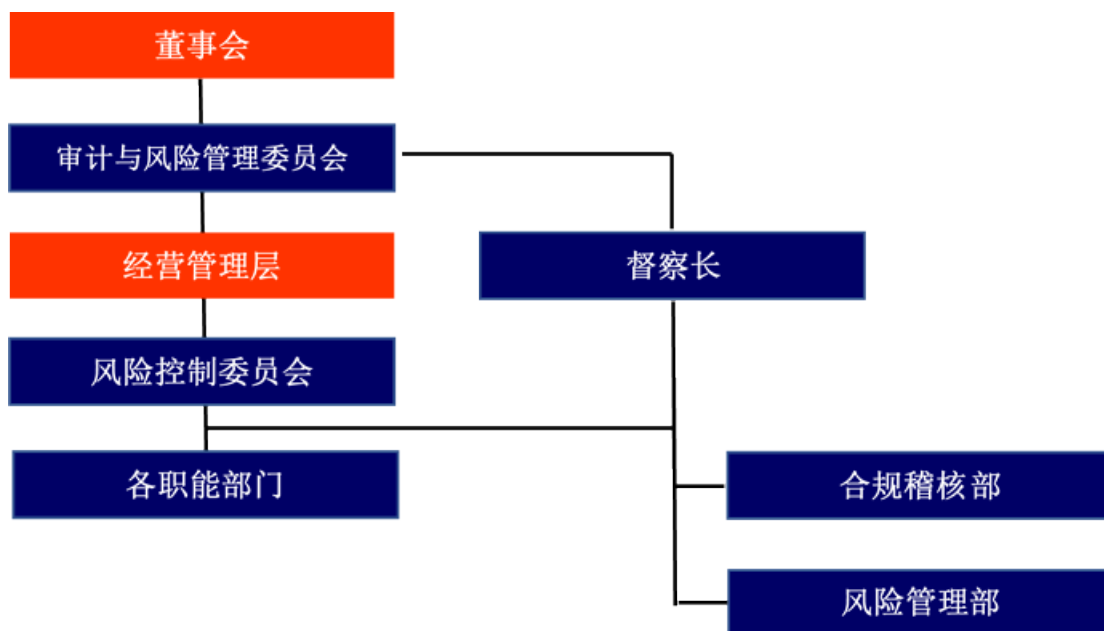 董事会
审计与风险管理委员会
经营管理层
督察长
风险控制委员会
各职能部门
合规稽核部
风险管理部